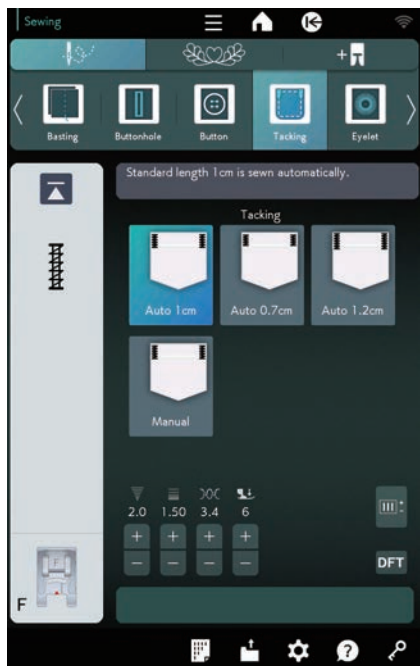 Sewing
Basting
Buttonhole
Button
Tacking
Eyelet
Standard length 1cm is sewn automatically.
Tacking
Auto 1cm
Auto 0.7cm
Auto 1.2cm
Manual
2.0 1.50 3.4 6
+ + + +
- - - -
DFT
F